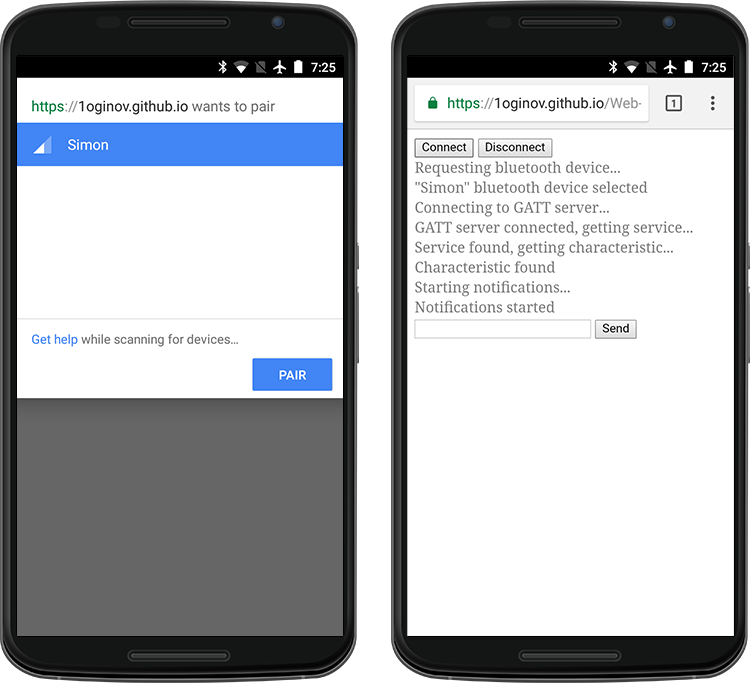 7:25
https://1oginov.github.io wants to pair
Simon
Get help while scanning for devices...
PAIR
7:25
https://1oginov.github.io/Web-
1
Connect Disconnect
Requesting bluetooth device...
"Simon" bluetooth device selected
Connecting to GATT server...
GATT server connected, getting service...
Service found, getting characteristic...
Characteristic found
Starting notifications...
Notifications started
Send